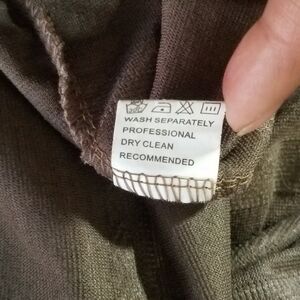 WASH SEPARATELY
PROFESSIONAL
DRY CLEAN
RECOMMENDED